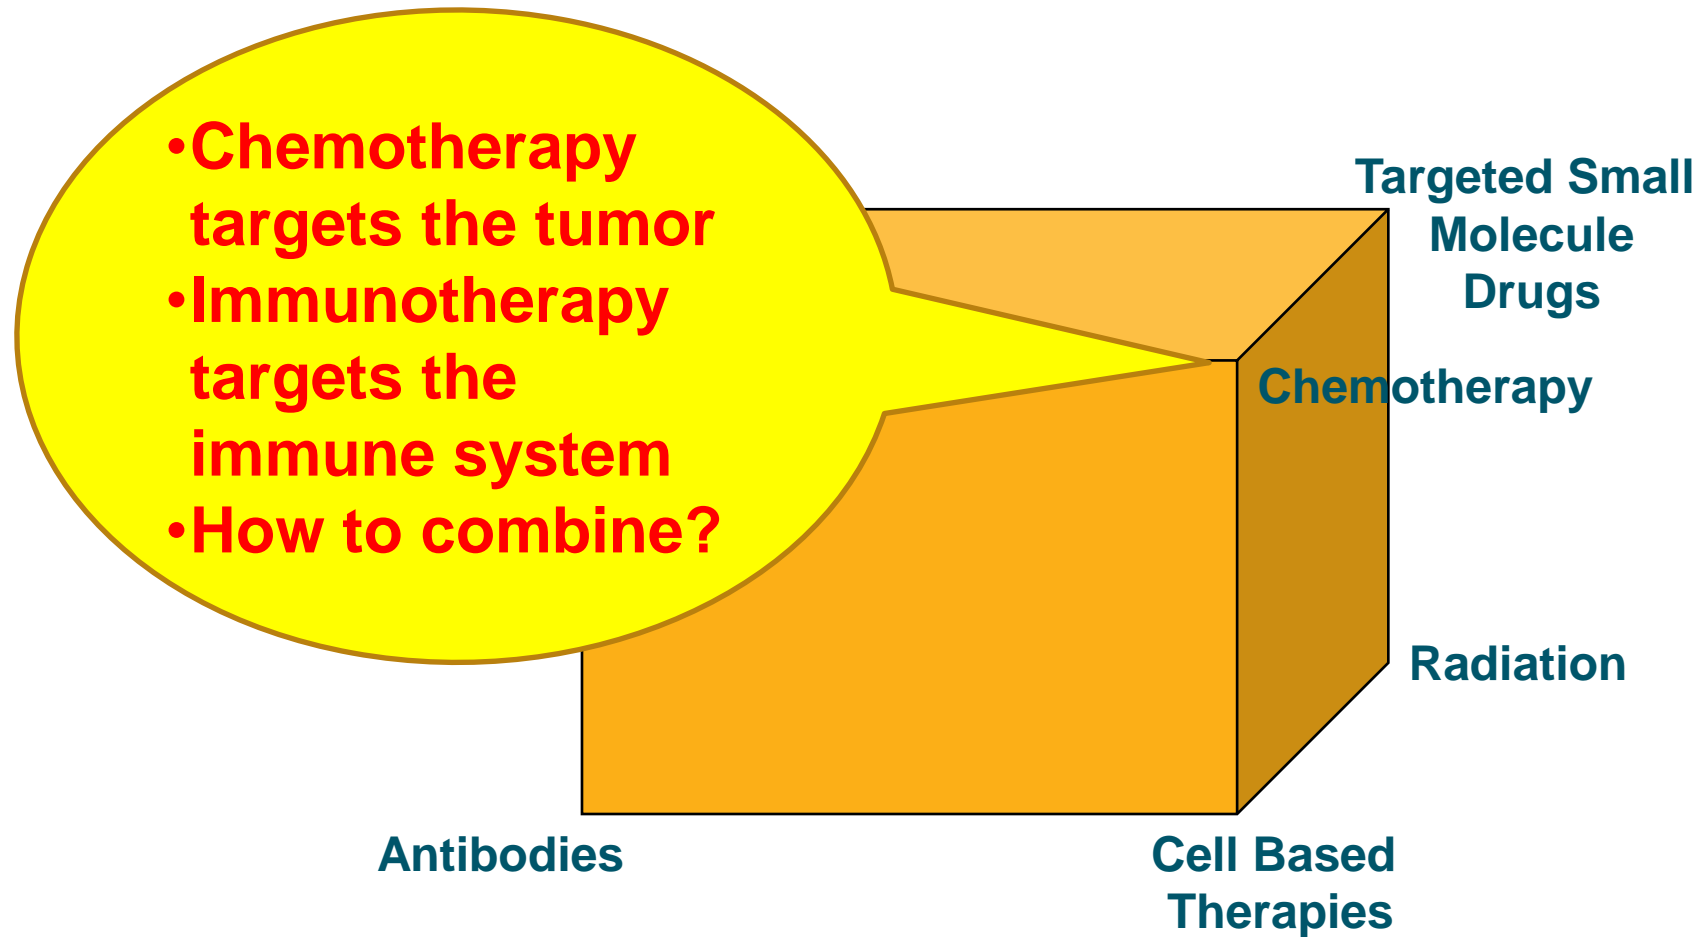 •Chemotherapy
targets the tumor
•Immunotherapy
targets the
immune system
•How to combine?
Targeted Small
Molecule
Drugs
Chemotherapy
Radiation
Antibodies
Cell Based
Therapies